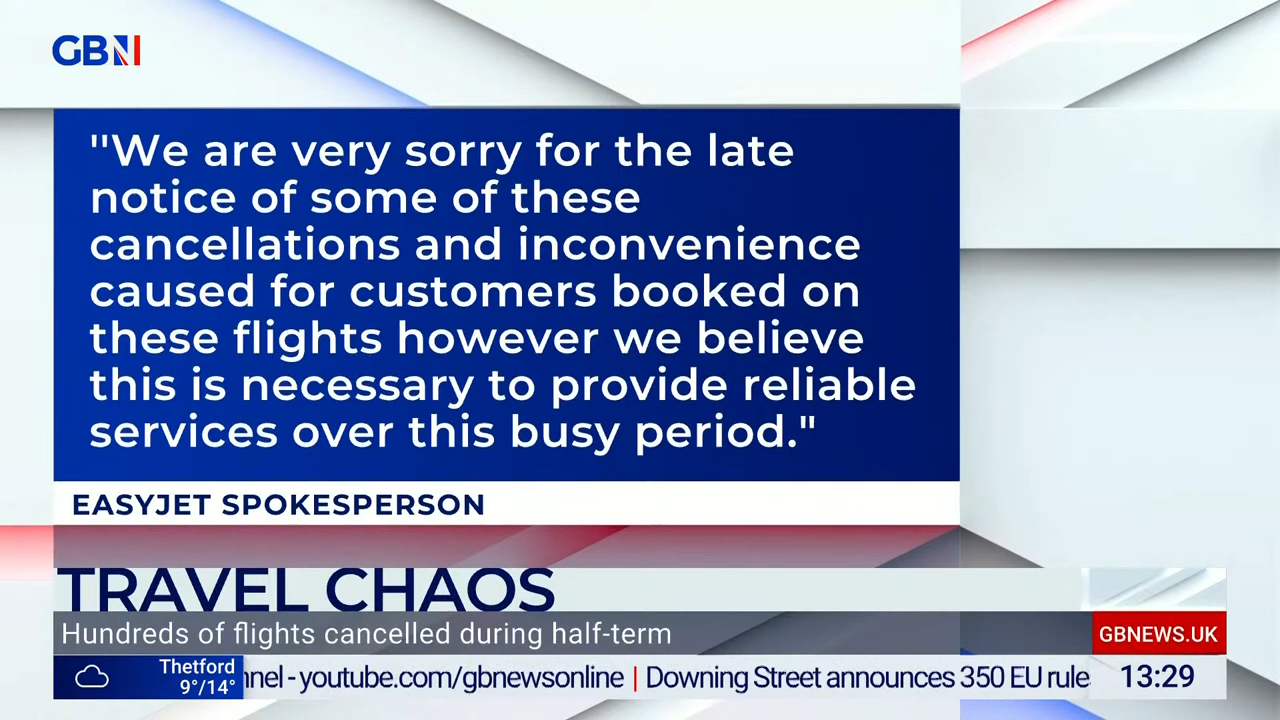 GBN
"We are very sorry for the late
notice of some of these
cancellations and inconvenience
caused for customers booked on
these flights however we believe
this is necessary to provide reliable
services over this busy period."
EASYJET SPOKESPERSON
TRAVEL CHAOS
Hundreds of flights cancelled during half-term
GBNEWS.UK
Thetford
9°/14°
nnel - youtube.com/gbnewsonline | Downing Street announces 350 EU rule
13:29